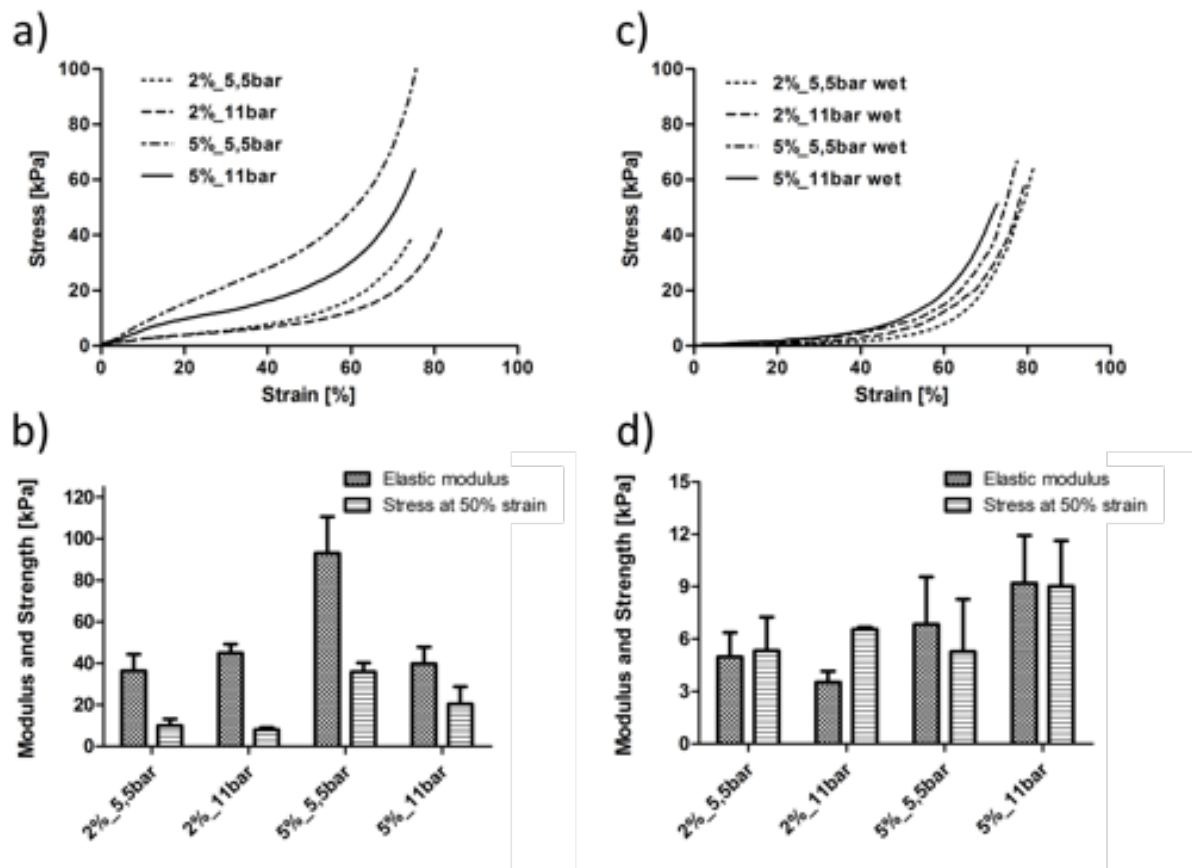 a)
100
80
60
40
20
0
Stress [kPa]
2%_5,5bar
2%_11bar
5%_5,5bar
5%_11bar
0 20 40 60 80 100
Strain [%]
c)
100
80
60
40
20
0
Stress [kPa]
2%_5,5bar wet
2%_11bar wet
5%_5,5bar wet
5%_11bar wet
0 20 40 60 80 100
Strain [%]
b)
Modulus and Strength [kPa]
120
100
80
60
40
20
0
Elastic modulus
Stress at 50% strain
2%_5,5bar
2%_11bar
5%_5,5bar
5%_11bar
d)
Modulus and Strength [kPa]
15
12
9
6
3
0
Elastic modulus
Stress at 50% strain
2%_5,5bar
2%_11bar
5%_5,5bar
5%_11bar